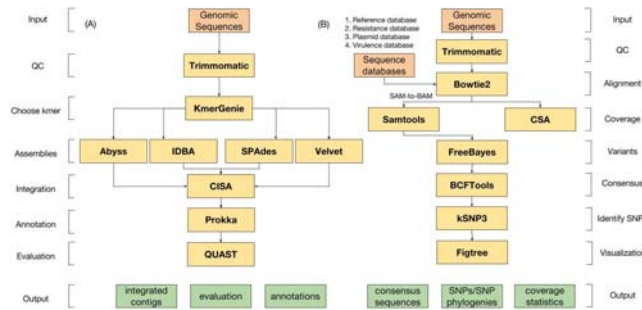 Input
QC
Choose kmer
Assemblies
Integration
Annotation
Evaluation
Output
(A)
Genomic
Sequences
Trimmomatic
KmerGenie
Abyss
IDBA
SPAdes
Velvet
CISA
Prokka
QUAST
integrated
contigs
evaluation
annotations
(B)
1. Reference database
2. Resistance database
3. Plasmid database
4. Virulence database
Genomic
Sequences
Trimmomatic
Sequence
databases
Bowtie2
SAM-to-BAM
Samtools
CSA
FreeBayes
BCFTools
kSNP3
Figtree
consensus
sequences
SNPs/SNP
phylogenies
coverage
statistics
Input
QC
Alignment
Coverage
Variants
Consensus
Identify SNP
Visualization
Output